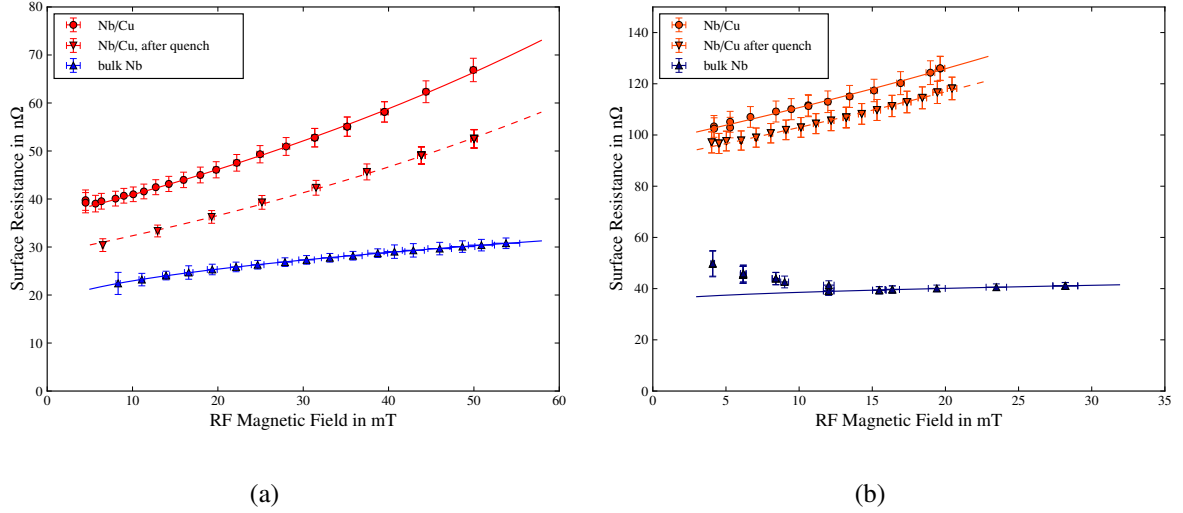 Nb/Cu
Nb/Cu, after quench
bulk Nb
80
70
60
50
40
30
20
10
0
Surface Resistance in nΩ
0 10 20 30 40 50 60
RF Magnetic Field in mT
(a)
Nb/Cu
Nb/Cu after quench
bulk Nb
140
120
100
80
60
40
20
0
Surface Resistance in nΩ
0 5 10 15 20 25 30 35
RF Magnetic Field in mT
(b)